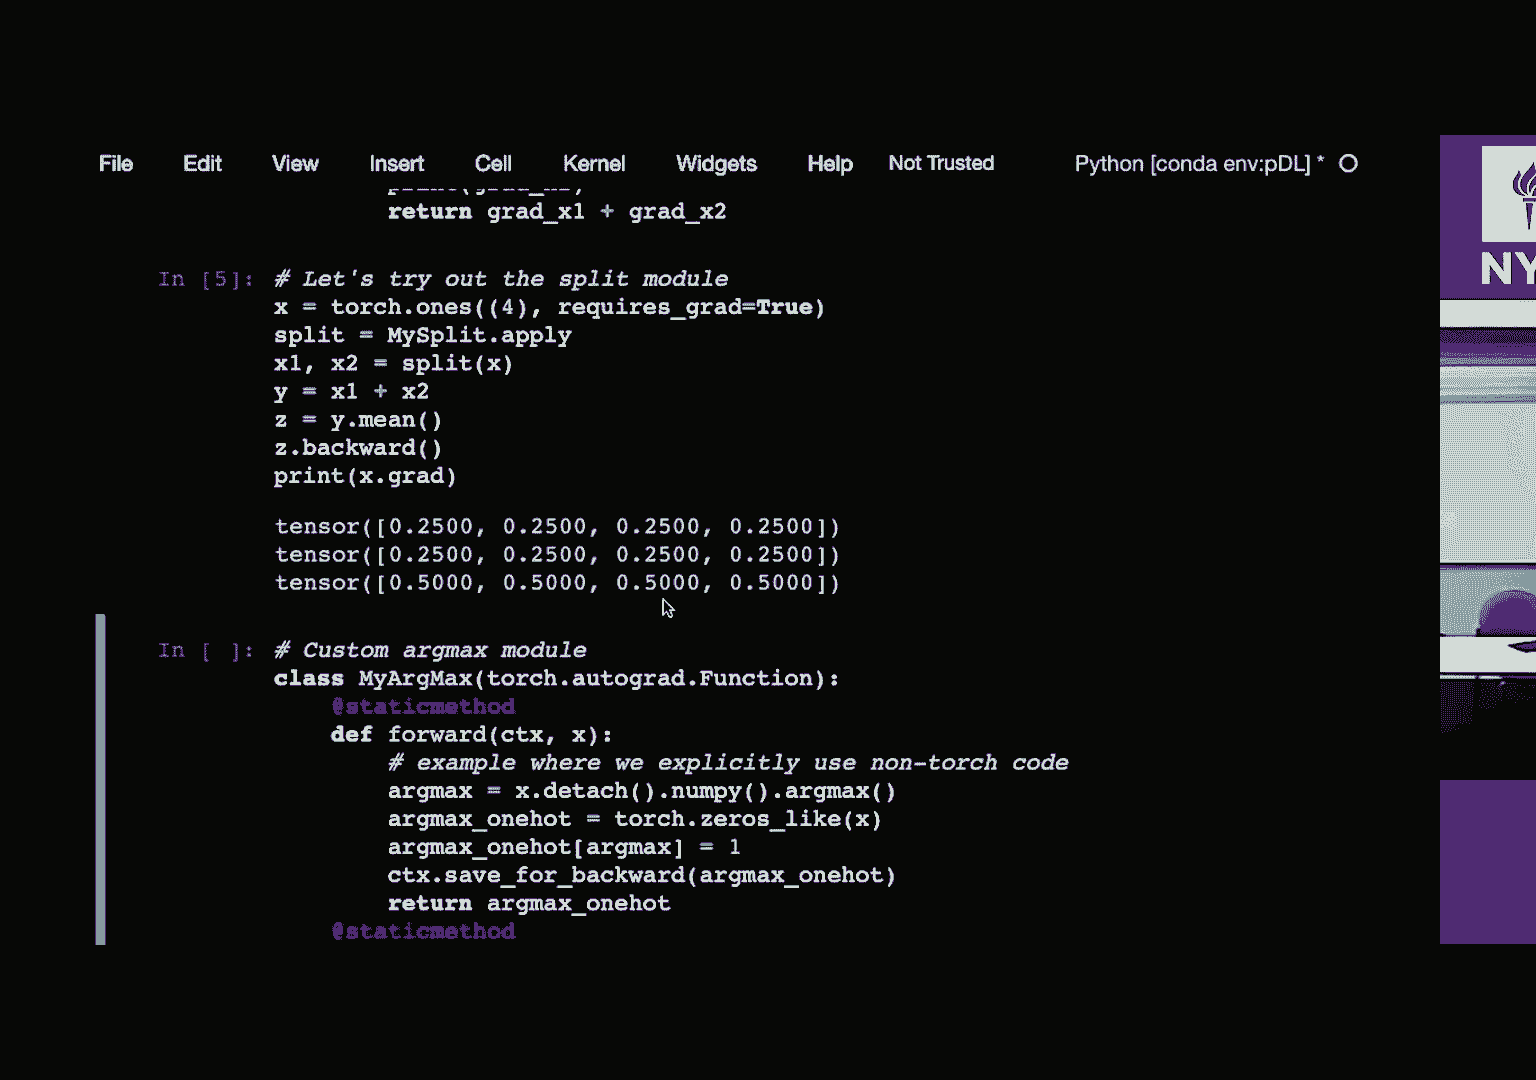 File Edit View Insert Cell Kernel Widgets Help Not Trusted Python [conda env:pDL] *
return grad_x1 + grad_x2
In [5]: # Let's try out the split module
x = torch.ones((4), requires_grad=True)
split = MySplit.apply
x1, x2 = split(x)
y = x1 + x2
z = y.mean()
z.backward()
print(x.grad)
tensor([0.2500, 0.2500, 0.2500, 0.2500])
tensor([0.2500, 0.2500, 0.2500, 0.2500])
tensor([0.5000, 0.5000, 0.5000, 0.5000])
In [ ]: # Custom argmax module
class MyArgMax(torch.autograd.Function):
@staticmethod
def forward(ctx, x):
# example where we explicitly use non-torch code
argmax = x.detach().numpy().argmax()
argmax_onehot = torch.zeros_like(x)
argmax_onehot[argmax] = 1
ctx.save_for_backward(argmax_onehot)
return argmax_onehot
@staticmethod
NY